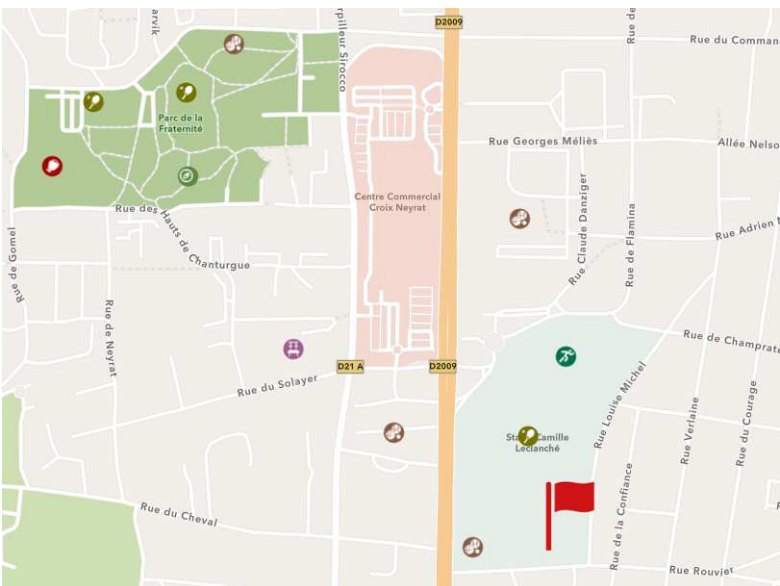 D2009
Rue du Comman
Parc de la
Fraternité
Rue Georges Méliès
Allée Nelso
Centre Commercial
Croix Neyrat
Rue des Hauts de Chanturgue
Rue Claude Danziger
Rue de Flamina
Rue Adrien
Rue de Gomel
Rue de Neyrat
Rue de Champrate
D21 A
D2009
Rue du Solayer
Rue Louise Michel
Rue Verlaine
Rue du Courage
Camille
Leclanché
Rue du Cheval
Rue de la Confiance
Rue Rouvier